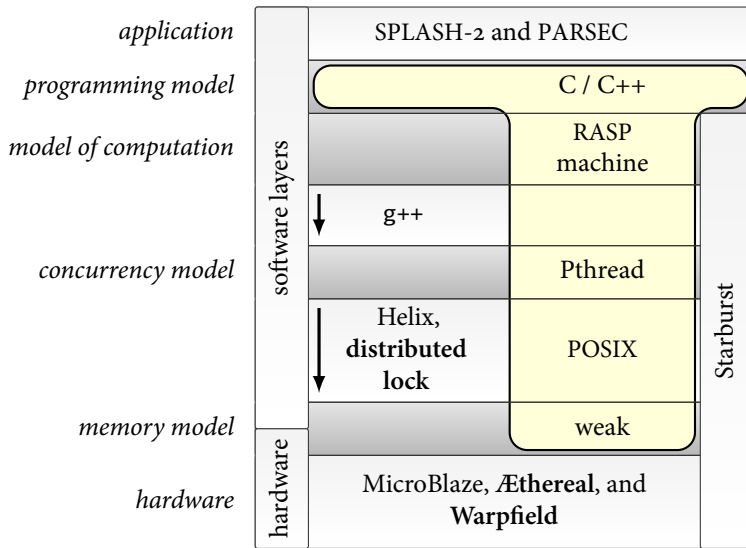 application
SPLASH-2 and PARSEC
programming model
C / C++
model of computation
RASP
machine
g++
concurrency model
Pthread
Helix,
distributed
lock
POSIX
memory model
weak
hardware
MicroBlaze, Æthereal, and
Warpfield
software layers
hardware
Starburst